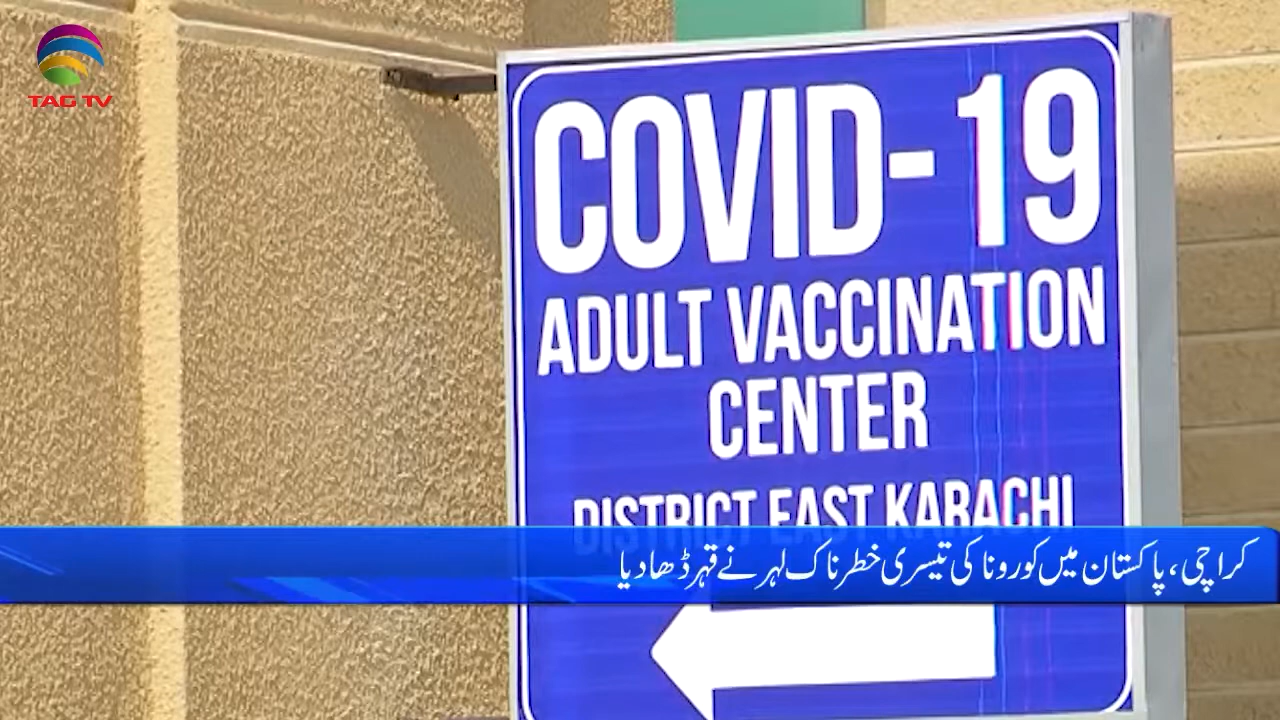 TAG TV
COVID-19
ADULT VACCINATION
CENTER
DISTRICT EAST KARACHI
کراچی، پاکستان میں کورونا کی تیسری خطرناک لہر نے قہر ڈھا دیا